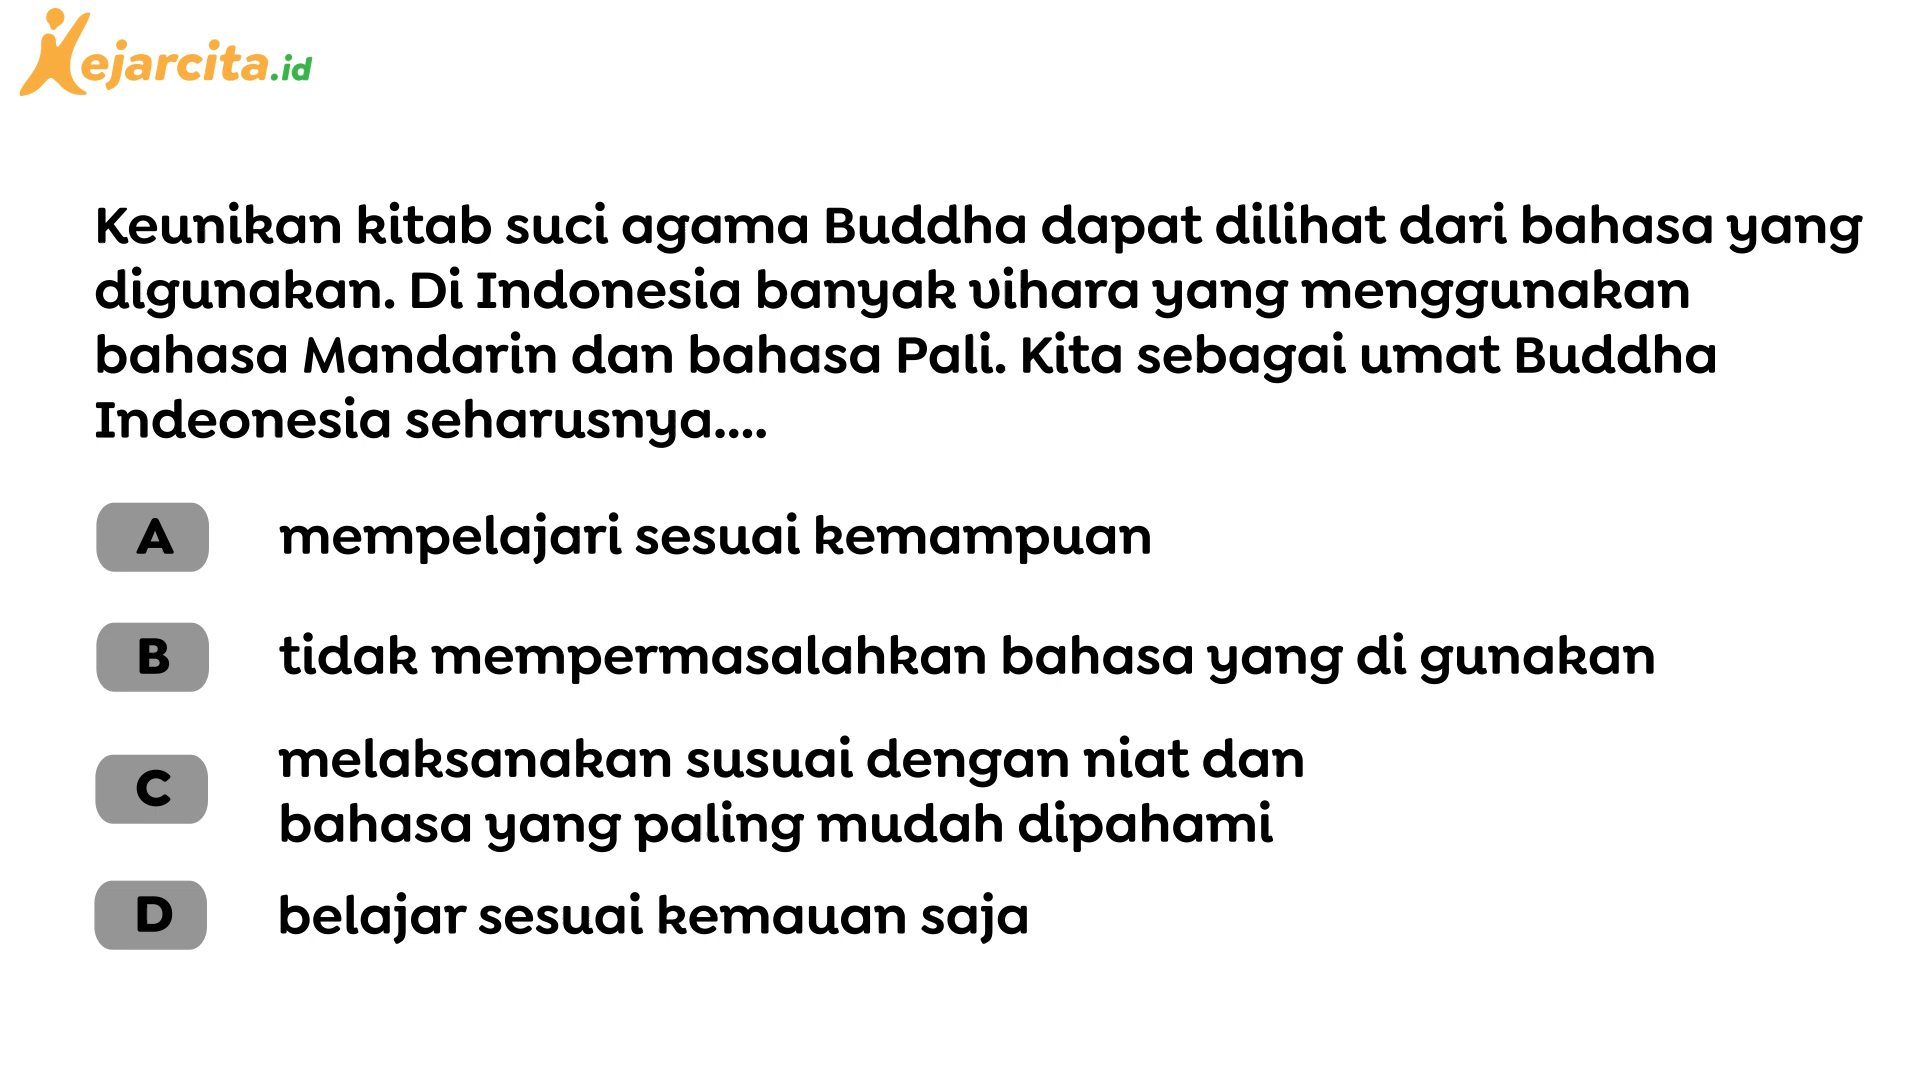 Kejarcita.id
Keunikan kitab suci agama Buddha dapat dilihat dari bahasa yang
digunakan. Di Indonesia banyak vihara yang menggunakan
bahasa Mandarin dan bahasa Pali. Kita sebagai umat Buddha
Indeonesia seharusnya....
A mempelajari sesuai kemampuan
B tidak mempermasalahkan bahasa yang di gunakan
C melaksanakan susuai dengan niat dan
bahasa yang paling mudah dipahami
D belajar sesuai kemauan saja